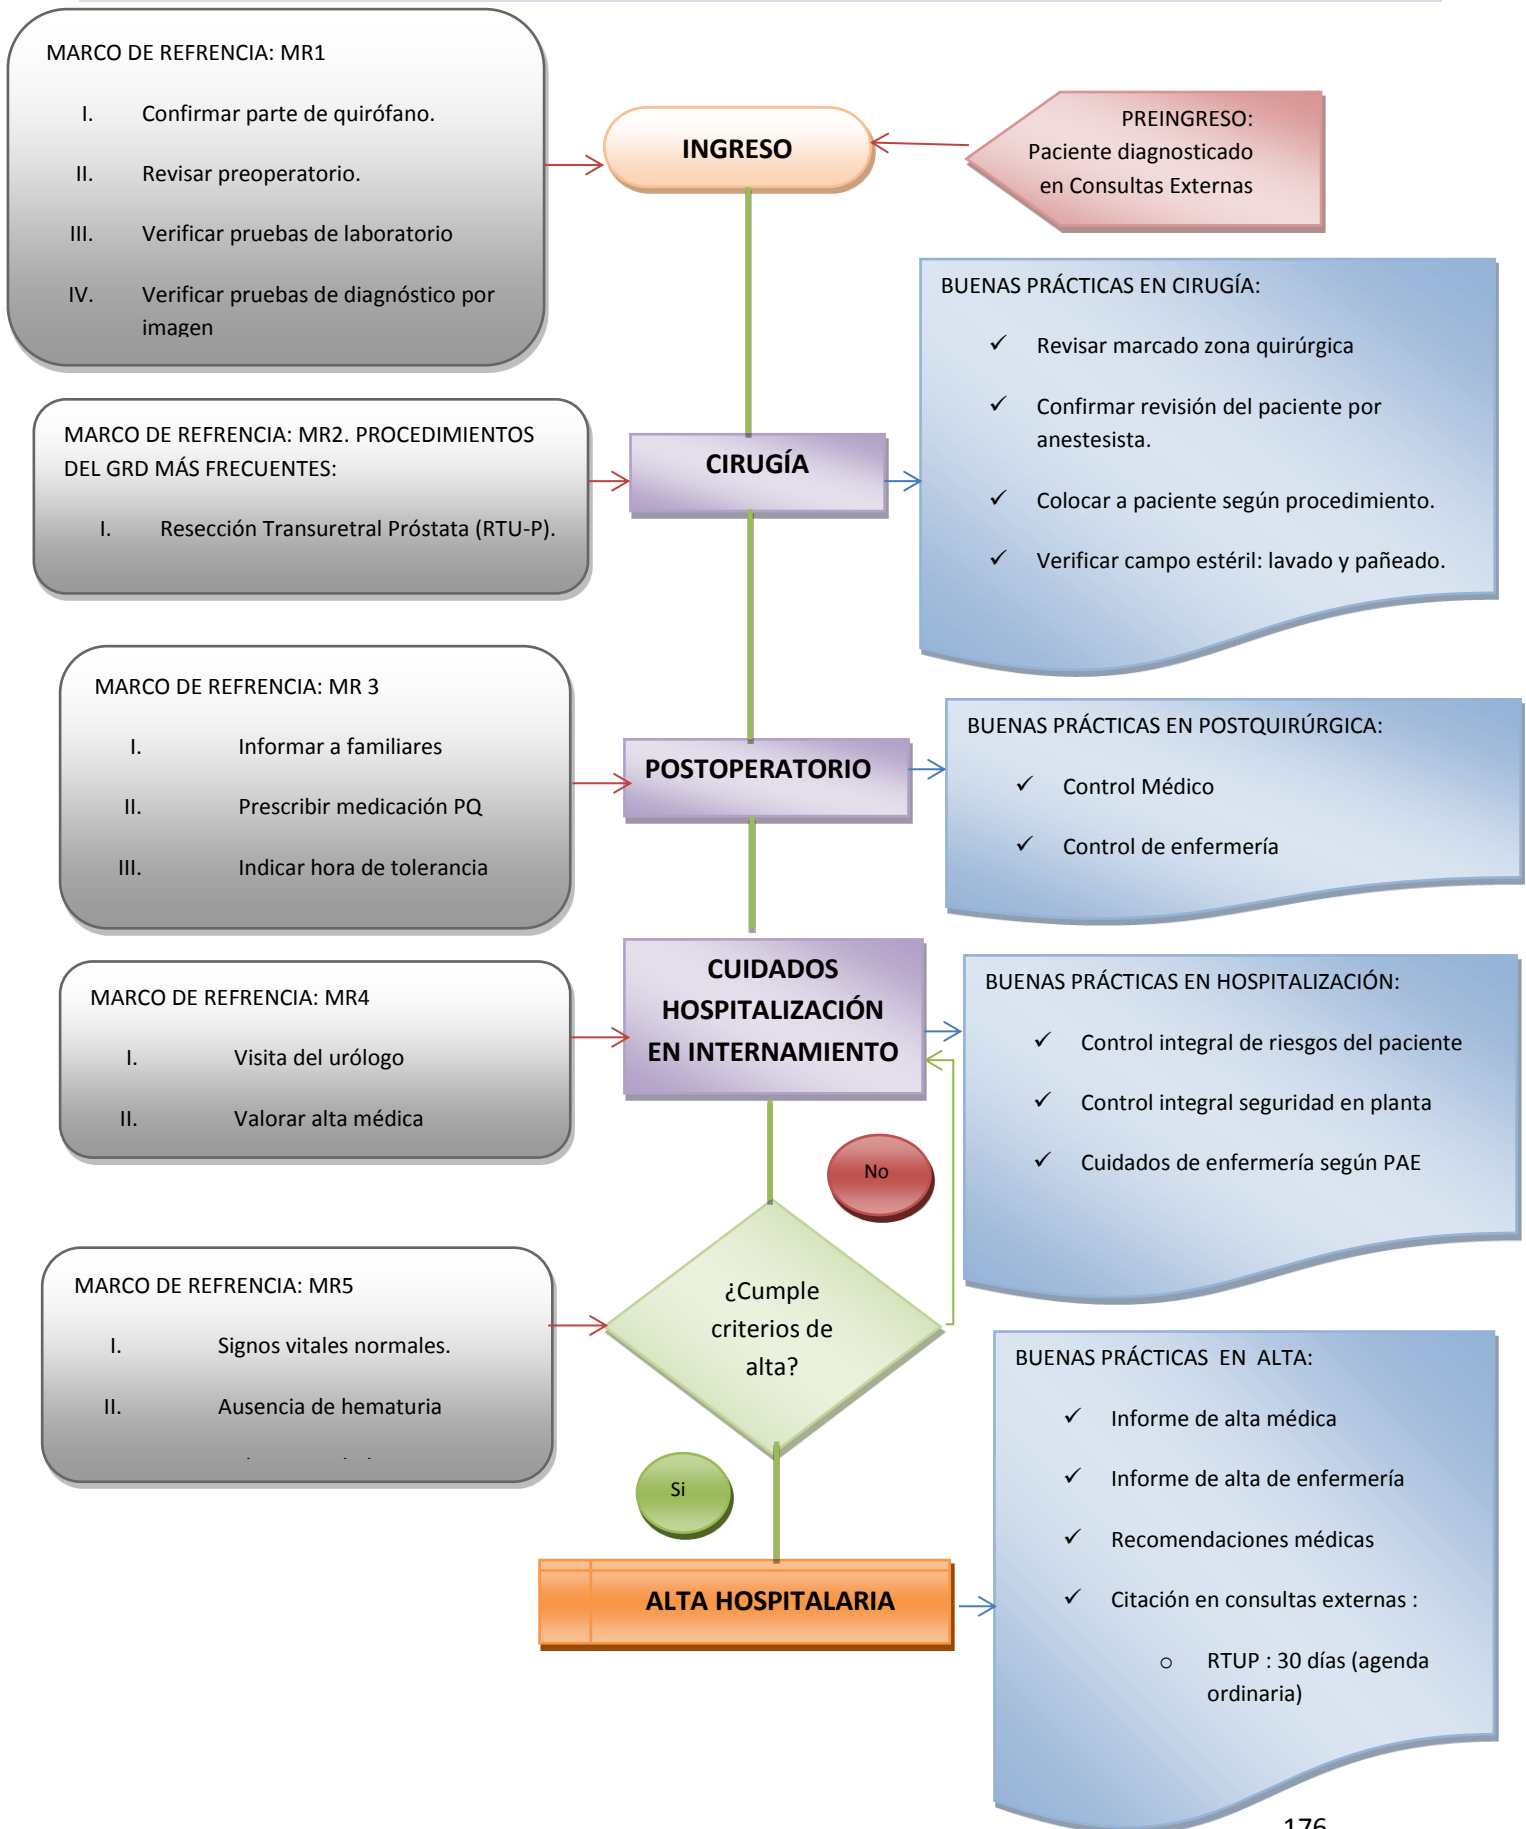 MARCO DE REFRENCIA: MR1
I. Confirmar parte de quirófano.
II. Revisar preoperatorio.
III. Verificar pruebas de laboratorio
IV. Verificar pruebas de diagnóstico por
imagen
INGRESO
PREINGRESO:
Paciente diagnosticado
en Consultas Externas
BUENAS PRÁCTICAS EN CIRUGÍA:
✓ Revisar marcado zona quirúrgica
✓ Confirmar revisión del paciente por
anestesista.
✓ Colocar a paciente según procedimiento.
✓ Verificar campo estéril: lavado y pañeado.
MARCO DE REFRENCIA: MR2. PROCEDIMIENTOS
DEL GRD MÁS FRECUENTES:
I. Resección Transuretral Próstata (RTU-P).
CIRUGÍA
MARCO DE REFRENCIA: MR 3
I. Informar a familiares
II. Prescribir medicación PQ
III. Indicar hora de tolerancia
POSTOPERATORIO
BUENAS PRÁCTICAS EN POSTQUIRÚRGICA:
✓ Control Médico
✓ Control de enfermería
MARCO DE REFRENCIA: MR4
I. Visita del urólogo
II. Valorar alta médica
CUIDADOS
HOSPITALIZACIÓN
EN INTERNAMIENTO
BUENAS PRÁCTICAS EN HOSPITALIZACIÓN:
✓ Control integral de riesgos del paciente
✓ Control integral seguridad en planta
✓ Cuidados de enfermería según PAE
No
MARCO DE REFRENCIA: MR5
I. Signos vitales normales.
II. Ausencia de hematuria
¿Cumple
criterios de
alta?
Si
ALTA HOSPITALARIA
BUENAS PRÁCTICAS EN ALTA:
✓ Informe de alta médica
✓ Informe de alta de enfermería
✓ Recomendaciones médicas
✓ Citación en consultas externas :
o RTUP : 30 días (agenda
ordinaria)
176